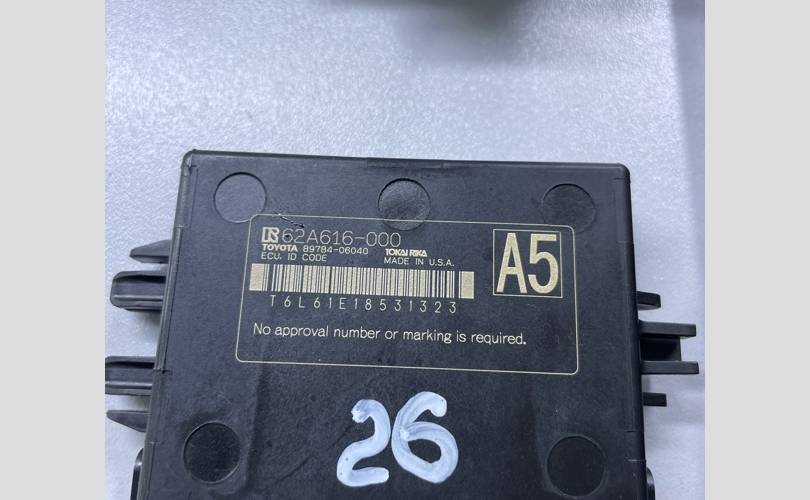 62A616-000
TOYOTA 89784-06040 TOKAI RIKA
ECU. ID CODE MADE IN U.S.A.
A5
T6L61E18531323
No approval number or marking is required.
26